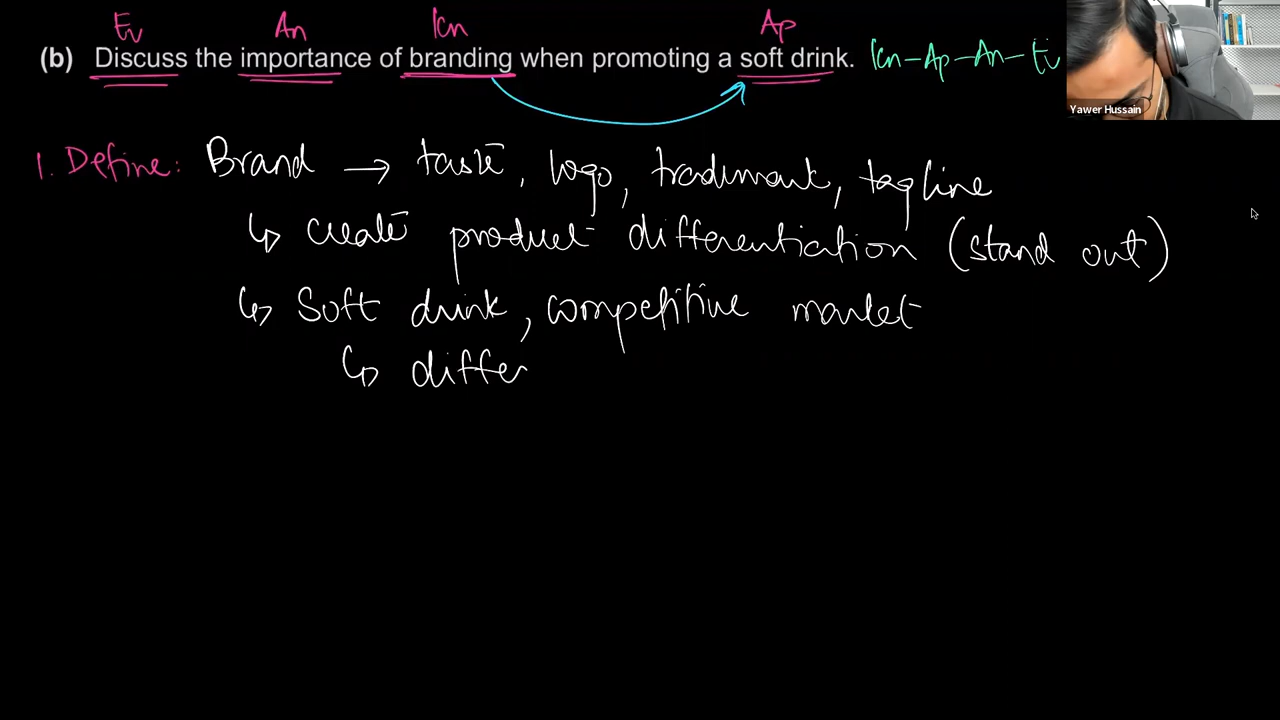 Ev An Kn Ap
(b) Discuss the importance of branding when promoting a soft drink. Kn-Ap-An-Ev
Yawer Hussain
1. Define: Brand → taste, logo, trademark, tagline
↳ create product differentiation (stand out)
↳ Soft drink, competitive market
↳ differ